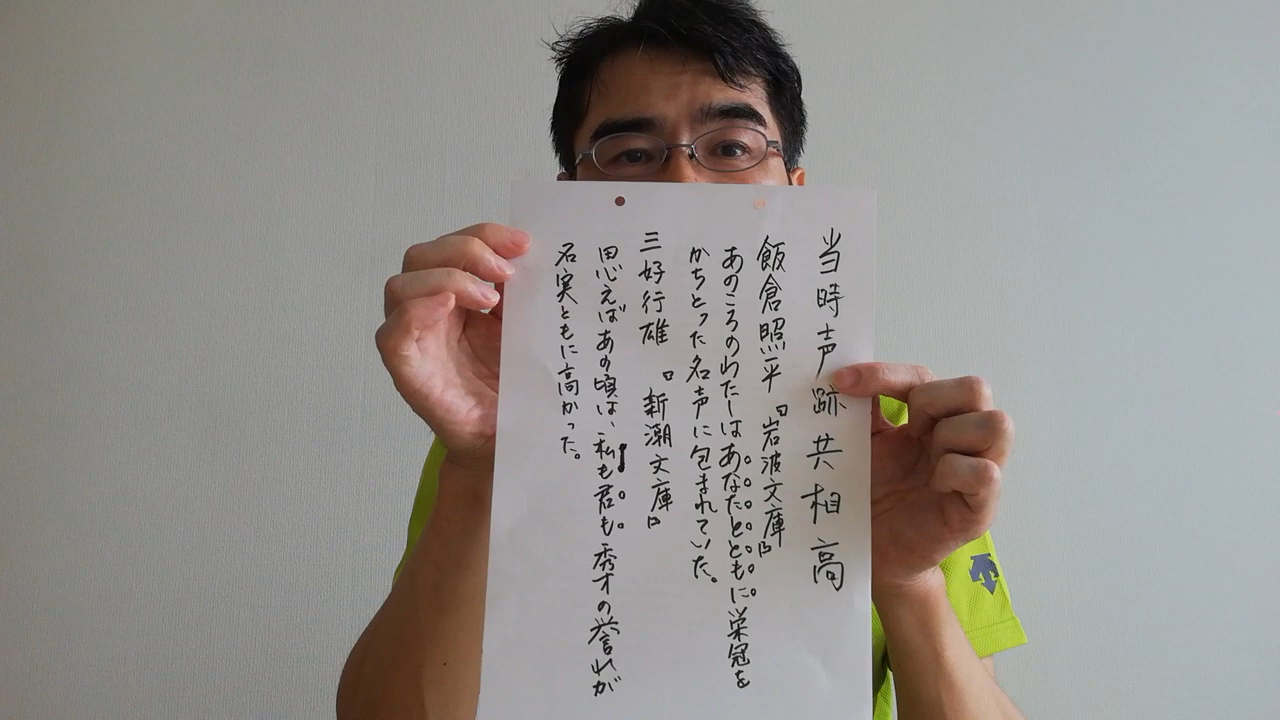 当時声跡共相高
飯倉照平『岩波文庫』
あのころのわたしはあなたとともに栄冠を
かちとった名声に包まれていた。
三好行雄『新潮文庫』
思えばあの頃は、私も君も秀才の誉れが
名実ともに高かった。